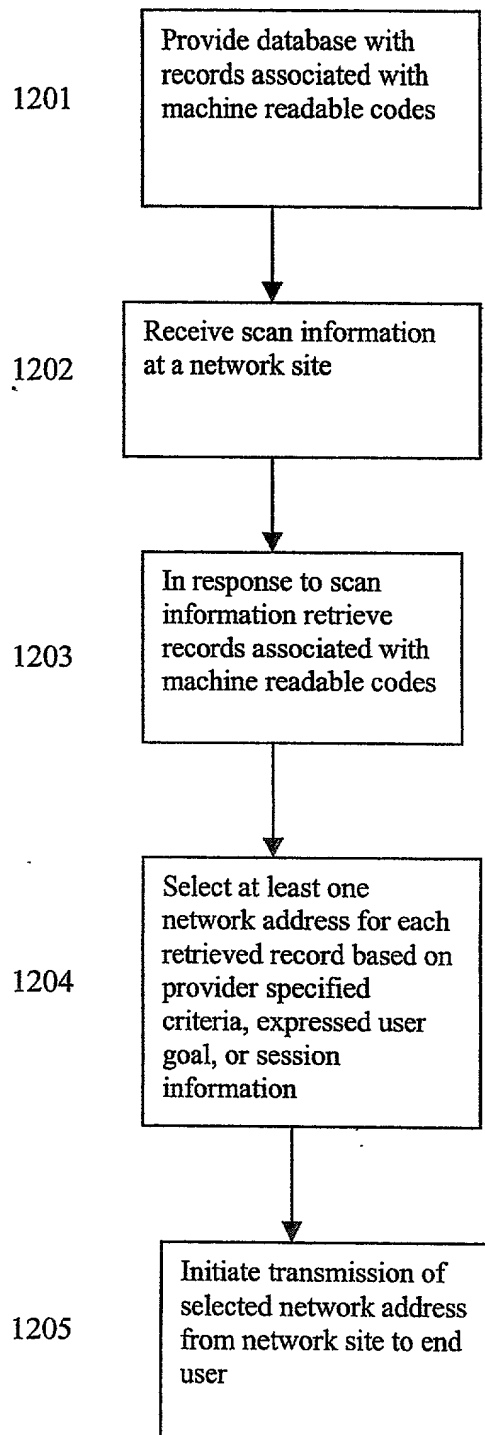 1201
Provide database with
records associated with
machine readable codes
1202
Receive scan information
at a network site
1203
In response to scan
information retrieve
records associated with
machine readable codes
1204
Select at least one
network address for each
retrieved record based on
provider specified
criteria, expressed user
goal, or session
information
1205
Initiate transmission of
selected network address
from network site to end
user